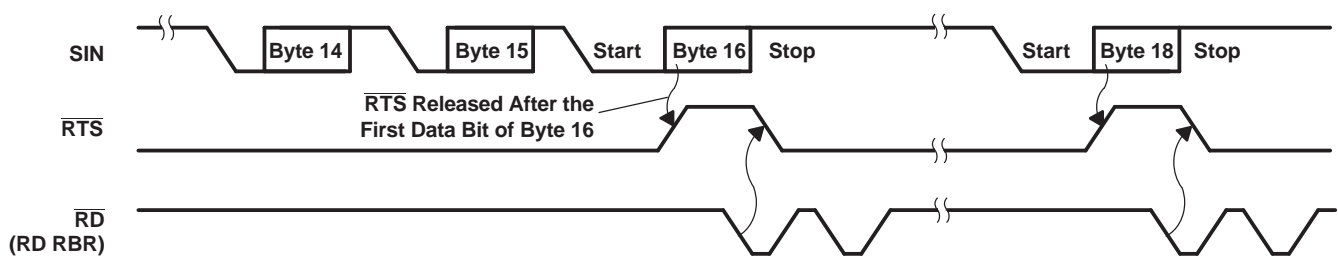 SIN
Byte 14
Byte 15
Start
Byte 16
Stop
Start
Byte 18
Stop
RTS Released After the
First Data Bit of Byte 16
RTS
RD
(RD RBR)